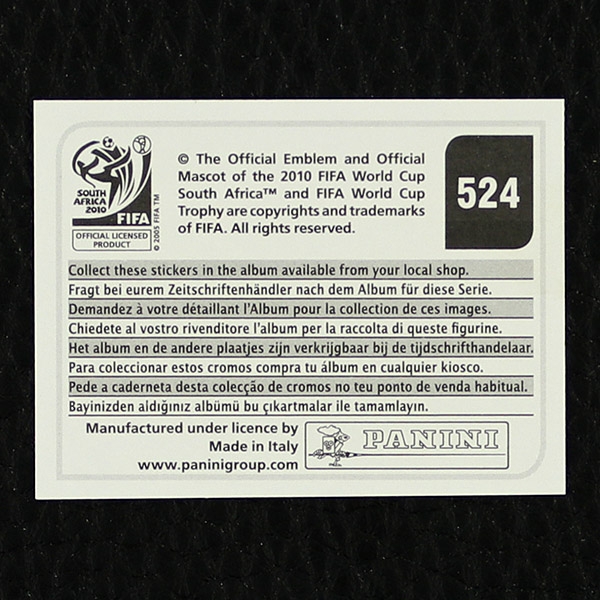 SOUTH
AFRICA
2010
FIFA
OFFICIAL LICENSED
PRODUCT
© 2005 FIFA TM
© The Official Emblem and Official
Mascot of the 2010 FIFA World Cup
South Africa™ and FIFA World Cup
Trophy are copyrights and trademarks
of FIFA. All rights reserved.
524
Collect these stickers in the album available from your local shop.
Fragt bei eurem Zeitschriftenhändler nach dem Album für diese Serie.
Demandez à votre détaillant l'Album pour la collection de ces images.
Chiedete al vostro rivenditore l'album per la raccolta di queste figurine.
Het album en de andere plaatjes zijn verkrijgbaar bij de tijdschrifthandelaar.
Para coleccionar estos cromos compra tu álbum en cualquier kiosco.
Pede a caderneta desta colecção de cromos no teu ponto de venda habitual.
Bayinizden aldığınız albümü bu çıkartmalar ile tamamlayın.
Manufactured under licence by
Made in Italy
www.paninigroup.com
PANINI